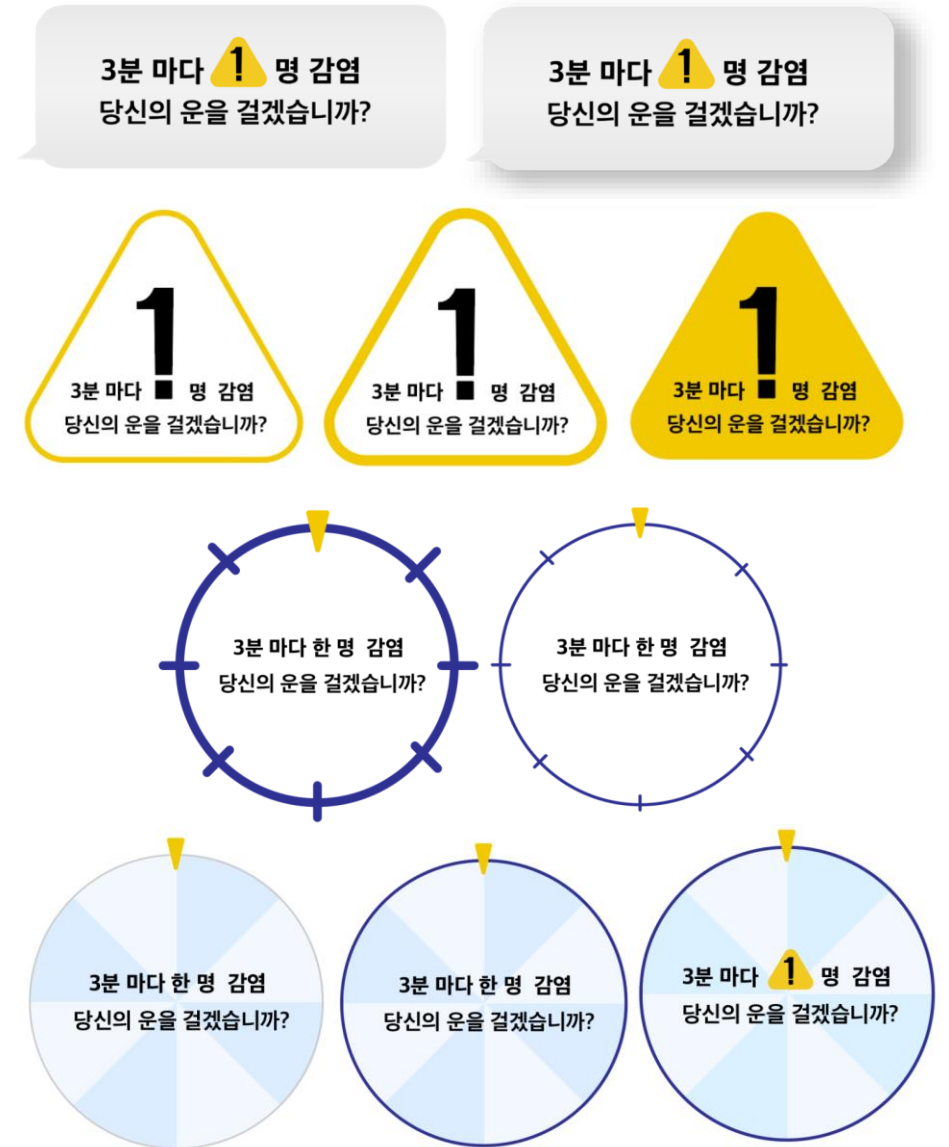 3분 마다 1 명 감염
당신의 운을 걸겠습니까?
3분 마다 1 명 감염
당신의 운을 걸겠습니까?
3분 마다 1 명 감염
당신의 운을 걸겠습니까?
3분 마다 1 명 감염
당신의 운을 걸겠습니까?
3분 마다 1 명 감염
당신의 운을 걸겠습니까?
3분 마다 한 명 감염
당신의 운을 걸겠습니까?
3분 마다 한 명 감염
당신의 운을 걸겠습니까?
3분 마다 한 명 감염
당신의 운을 걸겠습니까?
3분 마다 한 명 감염
당신의 운을 걸겠습니까?
3분 마다 1 명 감염
당신의 운을 걸겠습니까?